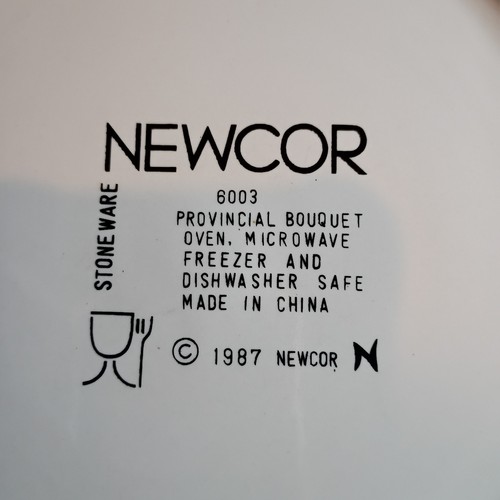 NEWCOR
STONEWARE
6003
PROVINCIAL BOUQUET
OVEN, MICROWAVE
FREEZER AND
DISHWASHER SAFE
MADE IN CHINA
© 1987 NEWCOR N